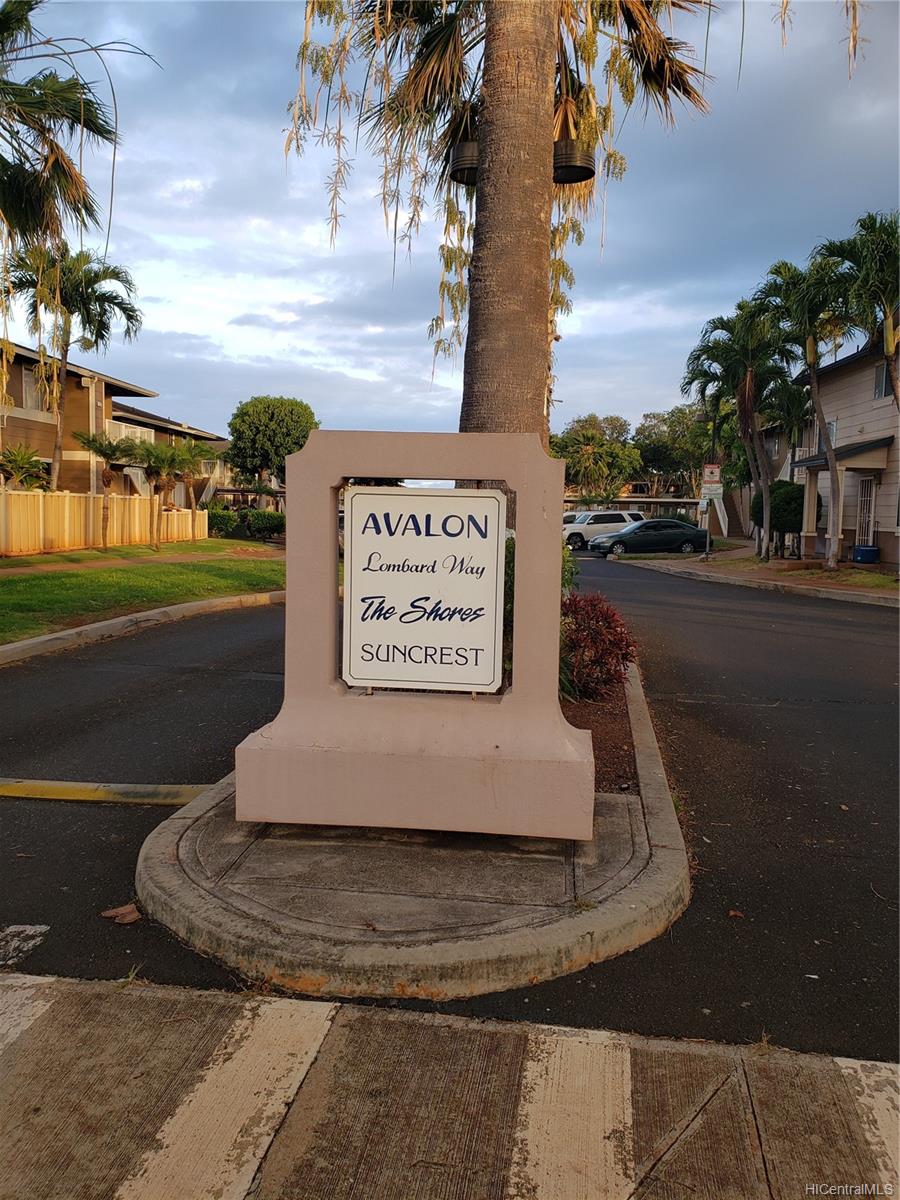 AVALON
Lombard Way
The Shores
SUNCREST
HICentralMLS